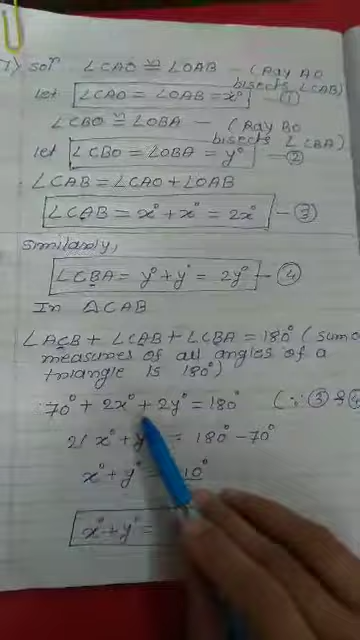 7) Solⁿ ∠CAO ≅ ∠OAB - (Ray AO bisects ∠CAB)
let ∠CAO = ∠OAB = x° - ①
∠CBO ≅ ∠OBA - (Ray BO bisects ∠CBA)
let ∠CBO = ∠OBA = y° - ②
∠CAB = ∠CAO + ∠OAB
∠CAB = x° + x° = 2x° - ③
Similarly,
∠CBA = y° + y° = 2y° - ④
In △CAB
∠ACB + ∠CAB + ∠CBA = 180° (sum of
measures of all angles of a
triangle is 180°)
∴ 70° + 2x° + 2y° = 180° (∵ ③ & ④
2( x° + y = 180° - 70°
x° + y° = 10°
x° + y° =